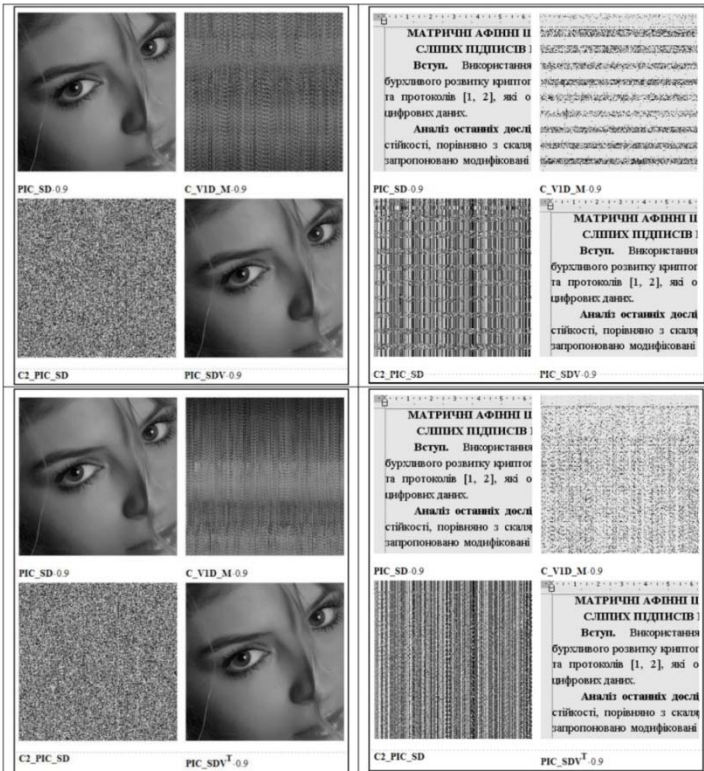 МАТРИЧНІ АФІННІ Ш
СЛІПИХ ПІДПИСІВ І
Вступ. Використання
бурхливого розвитку криптог
та протоколів [1, 2], які о
цифрових даних.
Аналіз останніх дослі
стійкості, порівняно з скаля
запропоновано модифіковані
PIC_SD·0.9
C_V1D_M·0.9
PIC_SD·0.9
C_V1D_M·0.9
МАТРИЧНІ АФІННІ Ш
СЛІПИХ ПІДПИСІВ І
Вступ. Використання
бурхливого розвитку криптог
та протоколів [1, 2], які о
цифрових даних.
Аналіз останніх дослі
стійкості, порівняно з скаля
запропоновано модифіковані
C2_PIC_SD
PIC_SDV·0.9
C2_PIC_SD
PIC_SDV·0.9
МАТРИЧНІ АФІННІ Ш
СЛІПИХ ПІДПИСІВ І
Вступ. Використання
бурхливого розвитку криптог
та протоколів [1, 2], які о
цифрових даних.
Аналіз останніх дослі
стійкості, порівняно з скаля
запропоновано модифіковані
PIC_SD·0.9
C_V1D_M·0.9
PIC_SD·0.9
C_V1D_M·0.9
МАТРИЧНІ АФІННІ Ш
СЛІПИХ ПІДПИСІВ І
Вступ. Використання
бурхливого розвитку криптог
та протоколів [1, 2], які о
цифрових даних.
Аналіз останніх дослі
стійкості, порівняно з скаля
запропоновано модифіковані
C2_PIC_SD
PIC_SDVᵀ·0.9
C2_PIC_SD
PIC_SDVᵀ·0.9